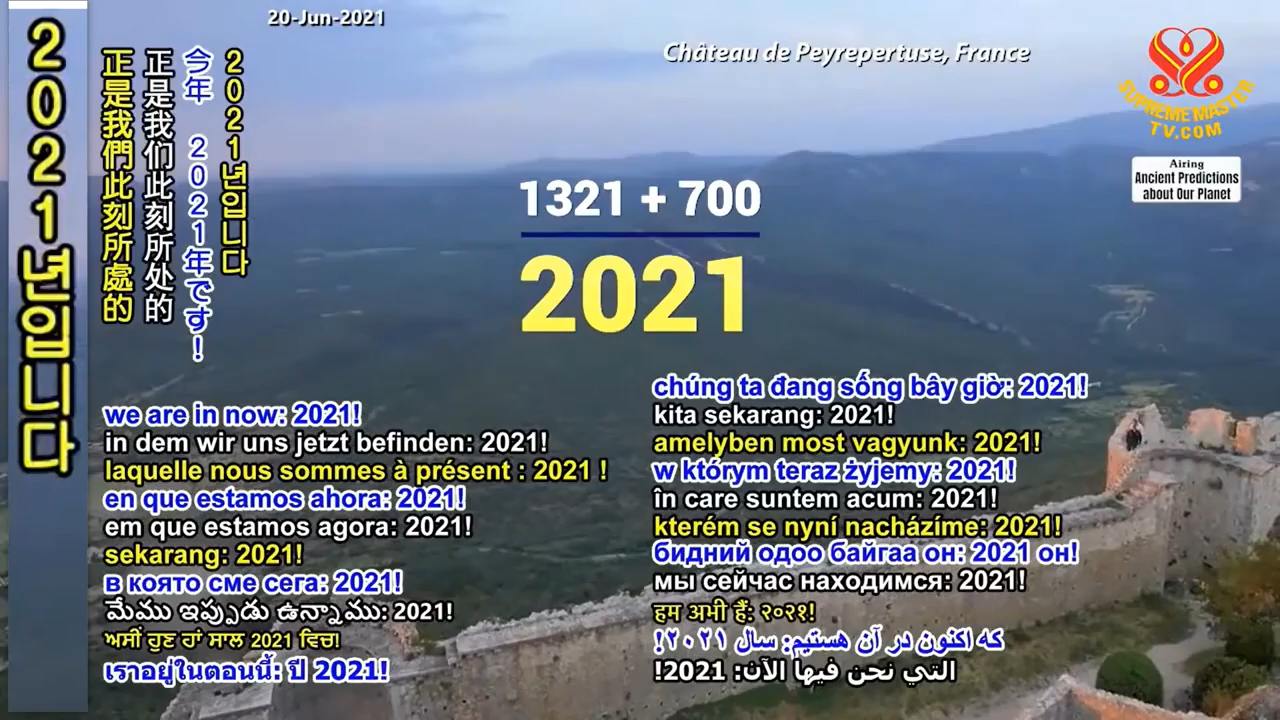 20-Jun-2021
Château de Peyrepertuse, France
SUPREME MASTER
TV.COM
Airing
Ancient Predictions
about Our Planet
2021년입니다
正是我們此刻所處的
正是我们此刻所处的
今年 2021年です!
2021년입니다
1321 + 700
2021
we are in now: 2021!
in dem wir uns jetzt befinden: 2021!
laquelle nous sommes à présent : 2021 !
en que estamos ahora: 2021!
em que estamos agora: 2021!
sekarang: 2021!
в която сме сега: 2021!
మేము ఇప్పుడు ఉన్నాము: 2021!
ਅਸੀਂ ਹੁਣ ਹਾਂ ਸਾਲ 2021 ਵਿਚ!
เราอยู่ในตอนนี้: ปี 2021!
chúng ta đang sống bây giờ: 2021!
kita sekarang: 2021!
amelyben most vagyunk: 2021!
w którym teraz żyjemy: 2021!
în care suntem acum: 2021!
kterém se nyní nacházíme: 2021!
бидний одоо байгаа он: 2021 он!
мы сейчас находимся: 2021!
हम अभी हैं: २०२१!
که اکنون در آن هستیم: سال ۲۰۲۱!
التي نحن فيها الآن: 2021!